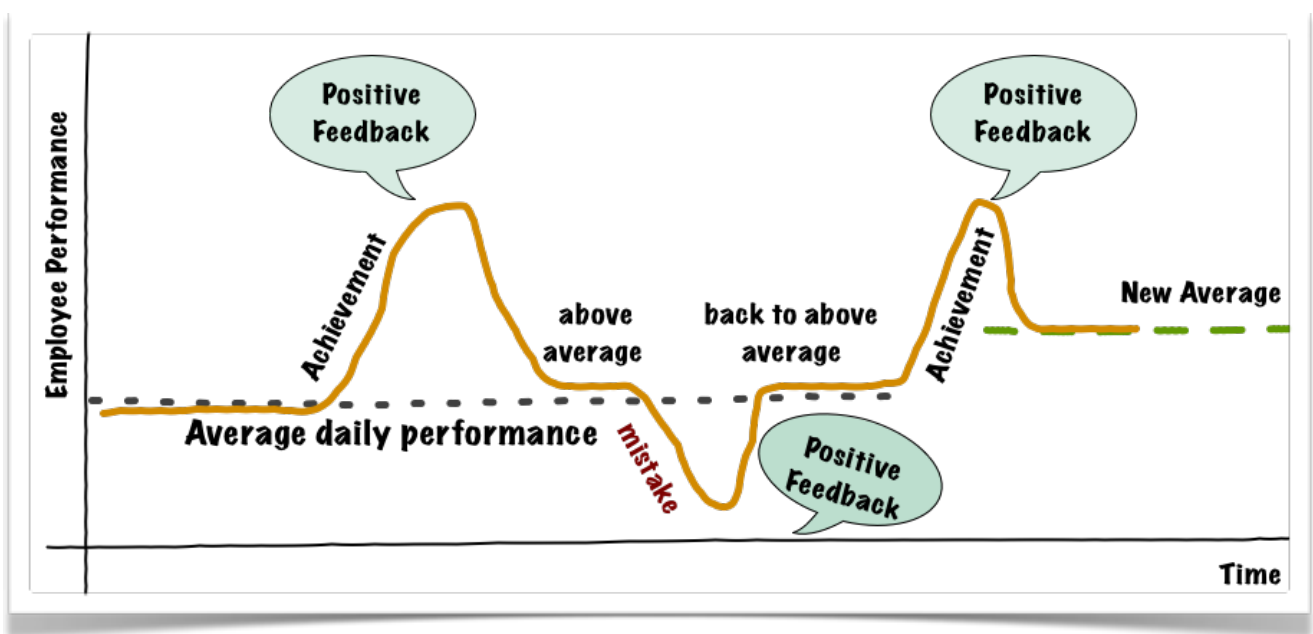 Employee Performance
Positive
Feedback
Achievement
Average daily performance
above
average
mistake
back to above
average
Positive
Feedback
Achievement
Positive
Feedback
New Average
Time